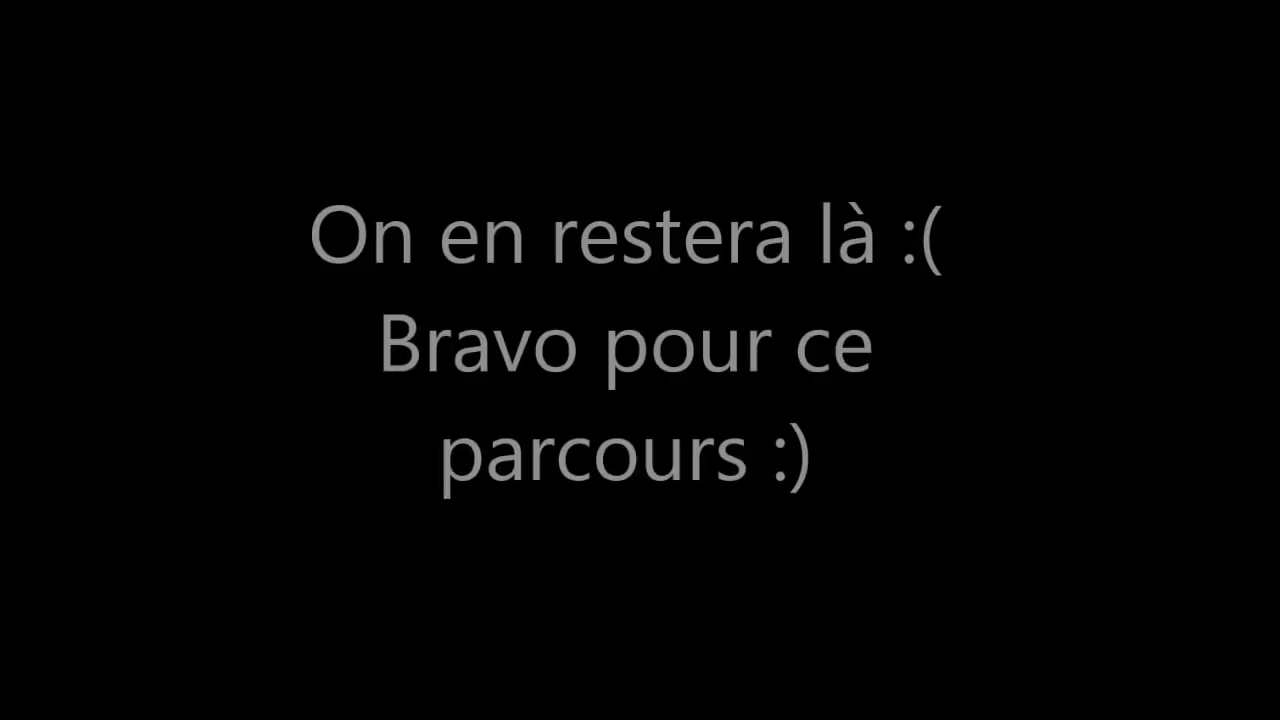 On en restera là :(
Bravo pour ce
parcours :)